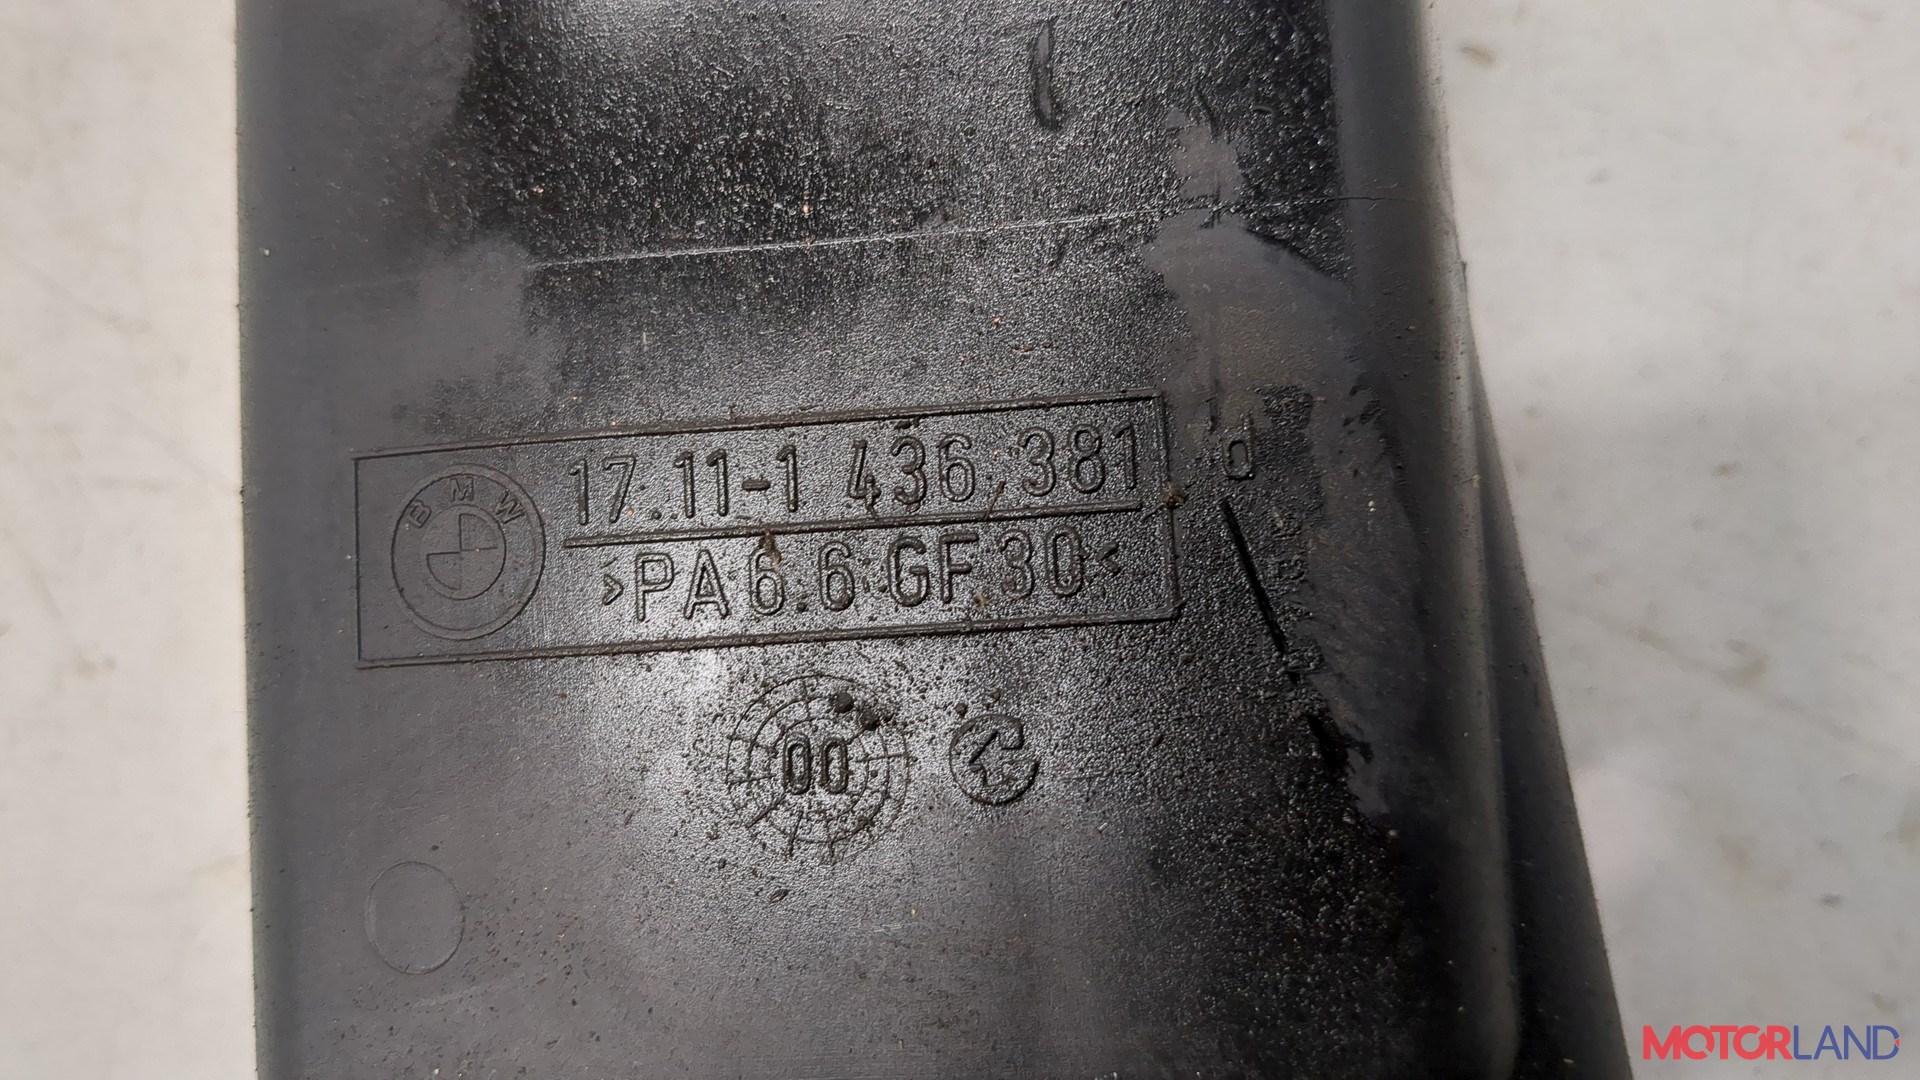 BMW
17.11-1 436 381
>PA6.6 GF30<
d
00
MOTORLAND